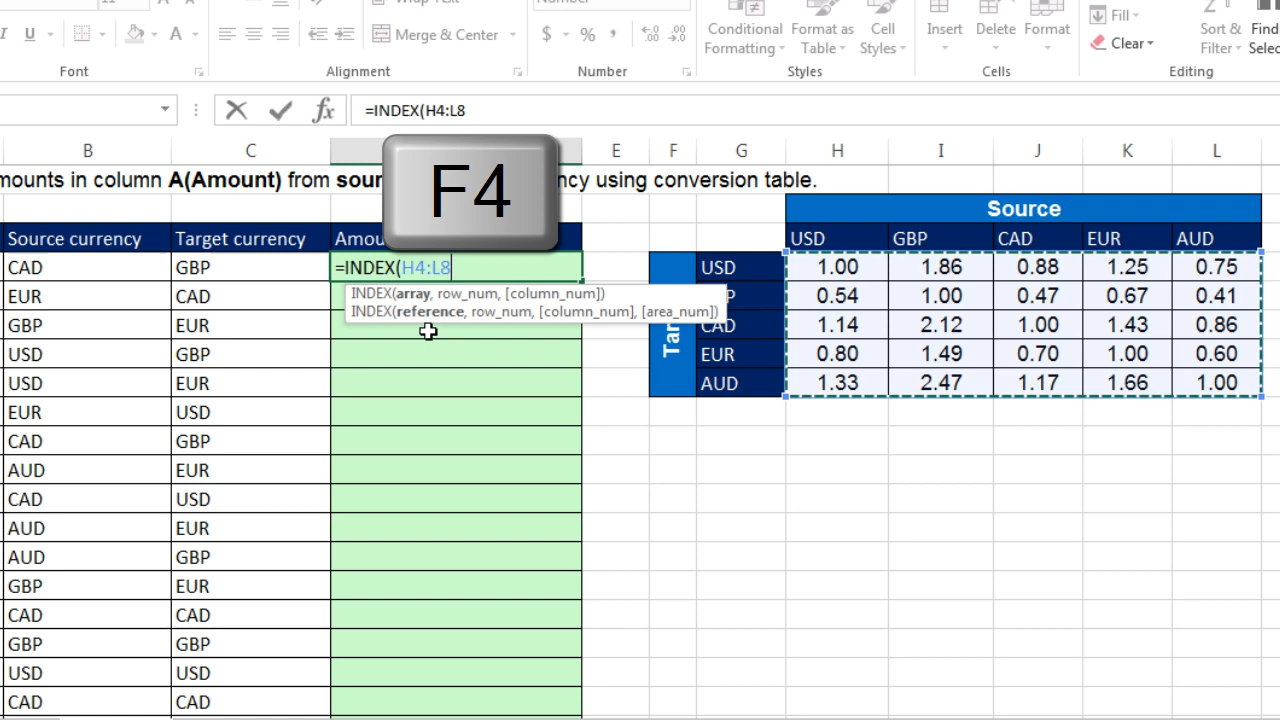 Wrap Text
Number
U
A
Merge & Center
$ % ,
Conditional Formatting
Format as Table
Cell Styles
Insert
Delete
Format
Fill
Clear
Sort & Filter
Font
Alignment
Number
Styles
Cells
Editing
fx
=INDEX(H4:L8
F4
B C E F G H I J K L
mounts in column A(Amount) from
cy using conversion table.
Source
Source currency Target currency
USD GBP CAD EUR AUD
CAD GBP =INDEX(H4:L8 USD 1.00 1.86 0.88 1.25 0.75
INDEX(array, row_num, [column_num])
INDEX(reference, row_num, [column_num], [area_num])
EUR CAD 0.54 1.00 0.47 0.67 0.41
GBP EUR CAD 1.14 2.12 1.00 1.43 0.86
USD GBP EUR 0.80 1.49 0.70 1.00 0.60
USD EUR AUD 1.33 2.47 1.17 1.66 1.00
EUR USD
CAD GBP
AUD EUR
CAD USD
AUD EUR
AUD GBP
GBP EUR
CAD CAD
GBP GBP
USD USD
CAD CAD